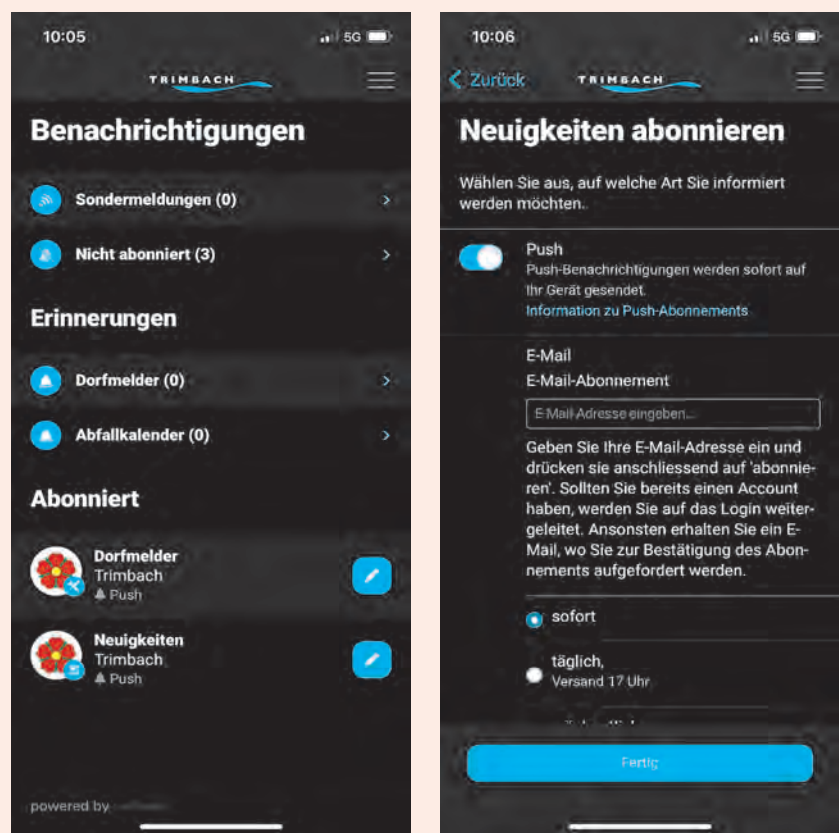 10:05
5G
TRIMBACH
Benachrichtigungen
Sondermeldungen (0)
Nicht abonniert (3)
Erinnerungen
Dorfmelder (0)
Abfallkalender (0)
Abonniert
Dorfmelder
Trimbach
Push
Neuigkeiten
Trimbach
Push
powered by
10:06
5G
Zurück
TRIMBACH
Neuigkeiten abonnieren
Wählen Sie aus, auf welche Art Sie informiert
werden möchten.
Push
Push-Benachrichtigungen werden sofort auf
Ihr Gerät gesendet.
Information zu Push-Abonnements
E-Mail
E-Mail-Abonnement
E-Mail-Adresse eingeben...
Geben Sie Ihre E-Mail-Adresse ein und
drücken sie anschliessend auf 'abonnie-
ren'. Sollten Sie bereits einen Account
haben, werden Sie auf das Login weiter-
geleitet. Ansonsten erhalten Sie ein E-
Mail, wo Sie zur Bestätigung des Abon-
nements aufgefordert werden.
sofort
täglich,
Versand 17 Uhr
Fertig